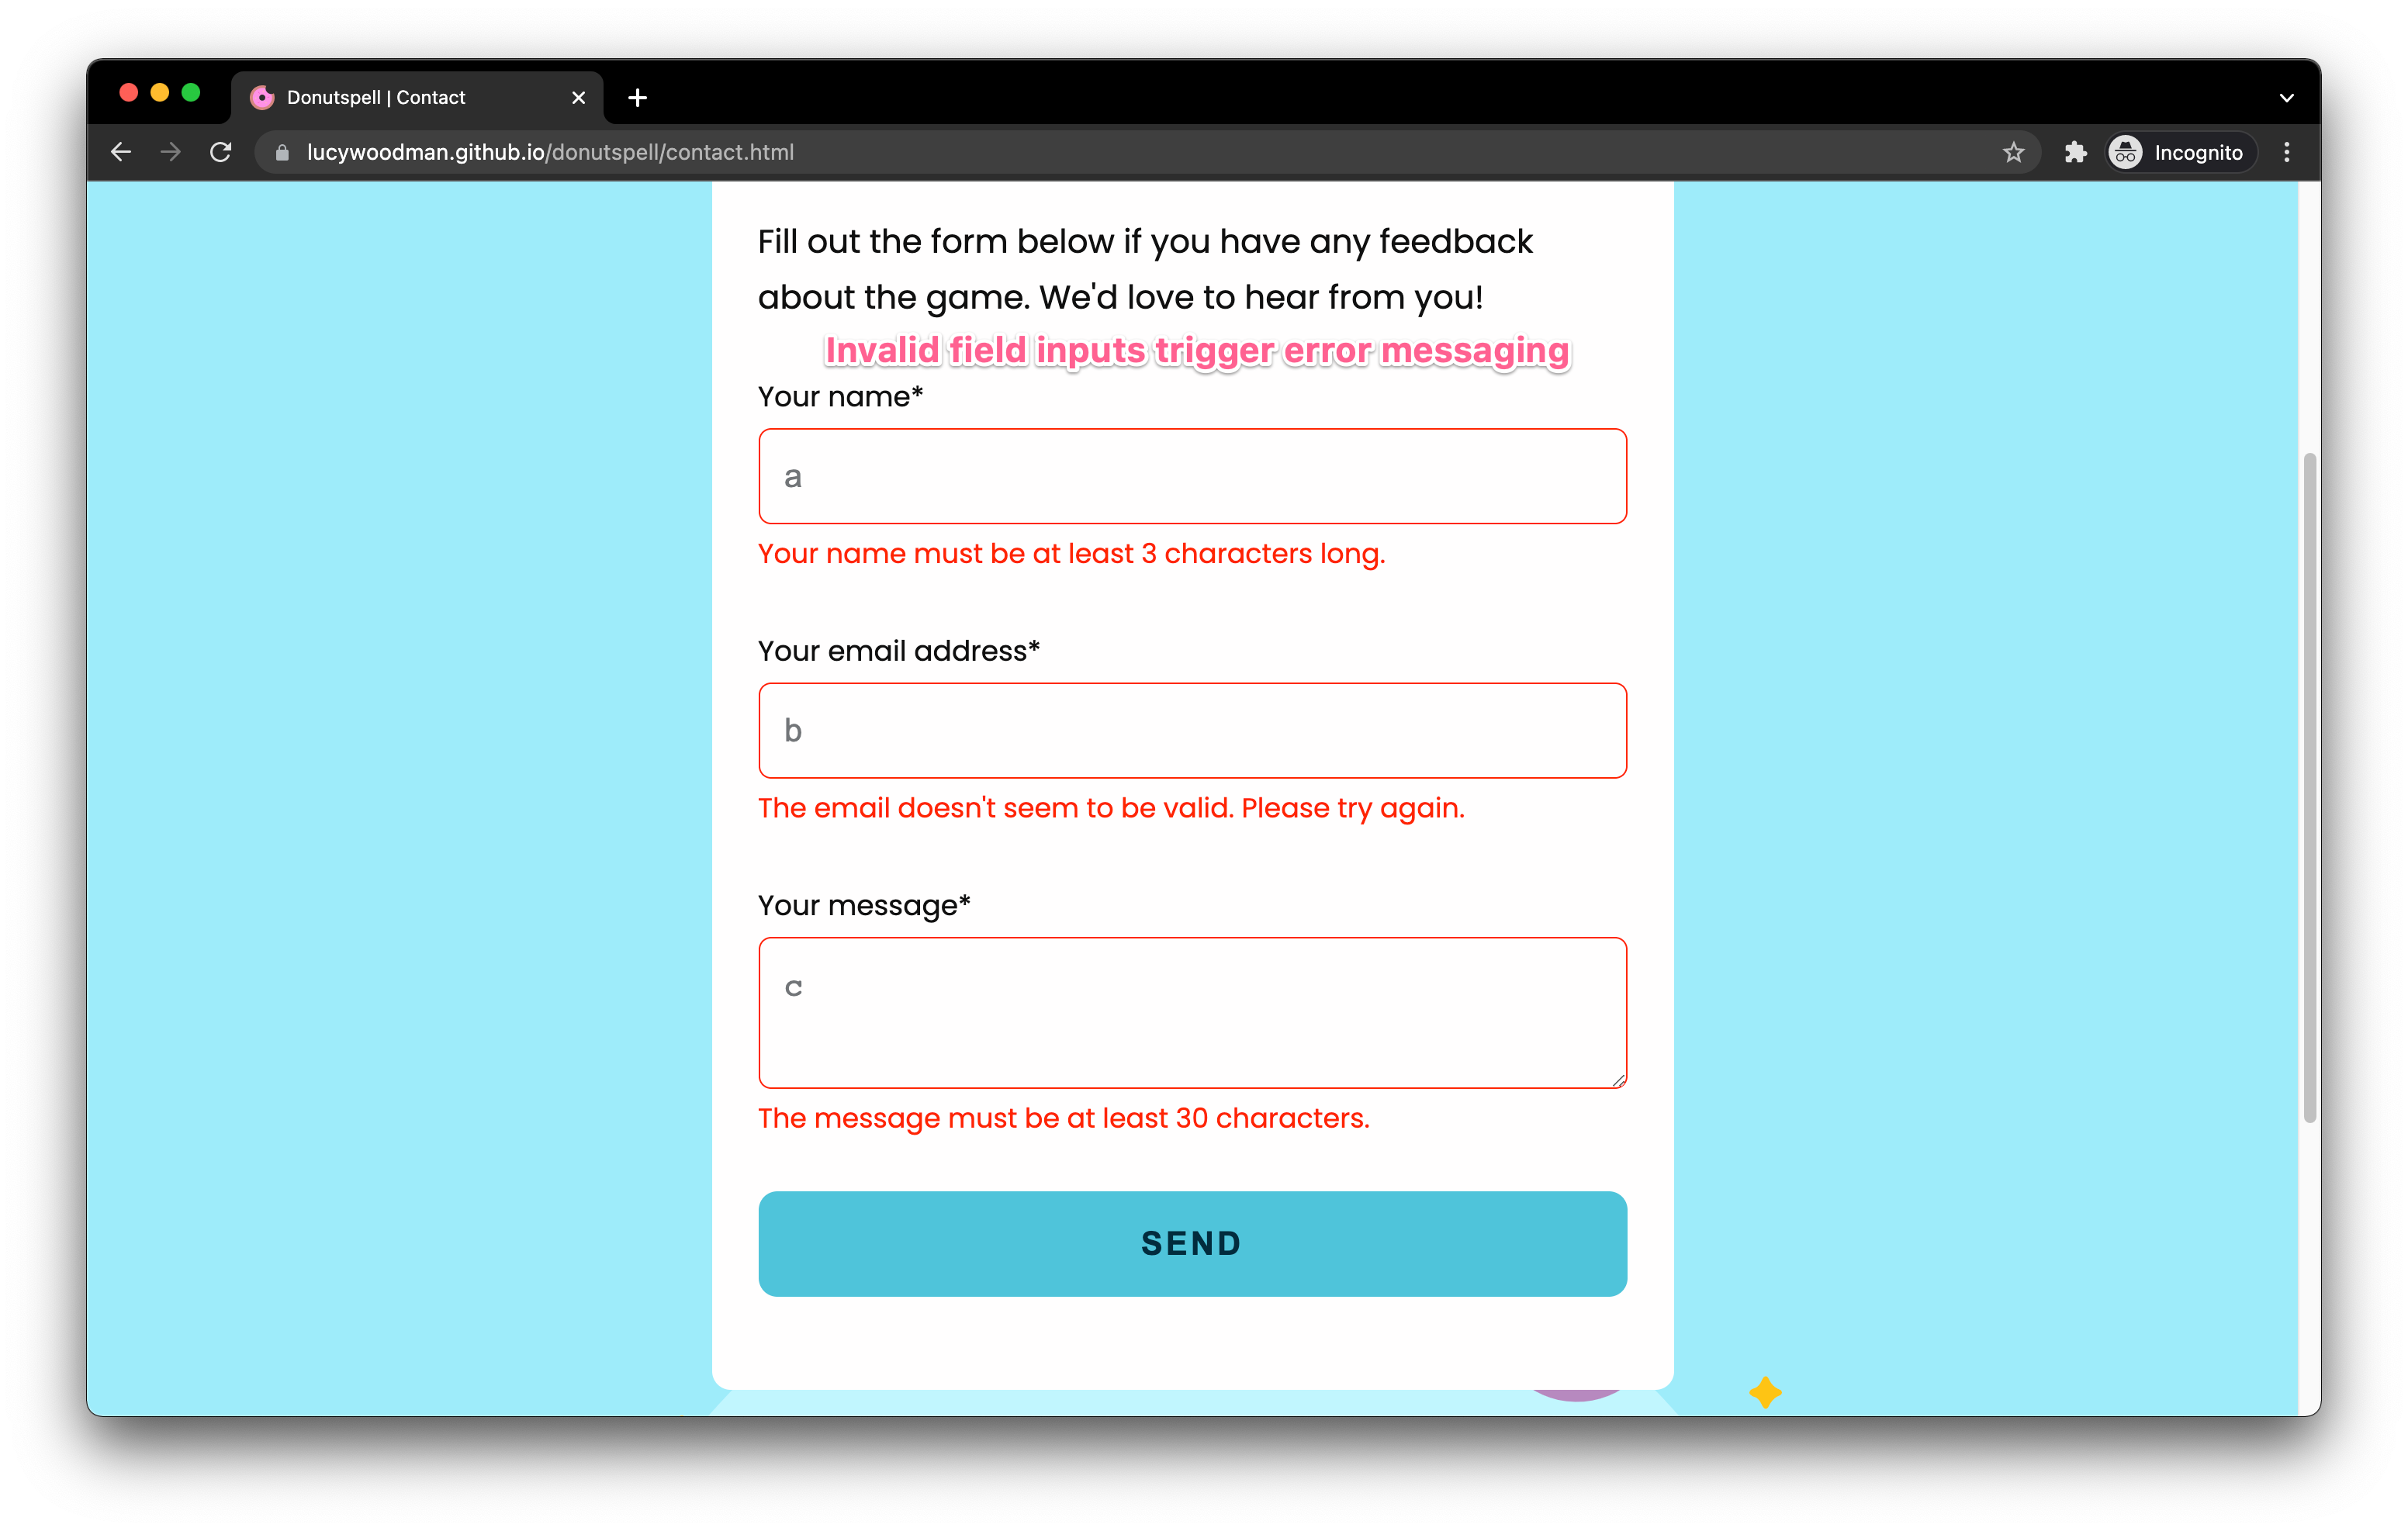 Donutspell | Contact
lucywoodman.github.io/donutspell/contact.html
Incognito
Fill out the form below if you have any feedback
about the game. We'd love to hear from you!
Invalid field inputs trigger error messaging
Your name*
a
Your name must be at least 3 characters long.
Your email address*
b
The email doesn't seem to be valid. Please try again.
Your message*
c
The message must be at least 30 characters.
SEND